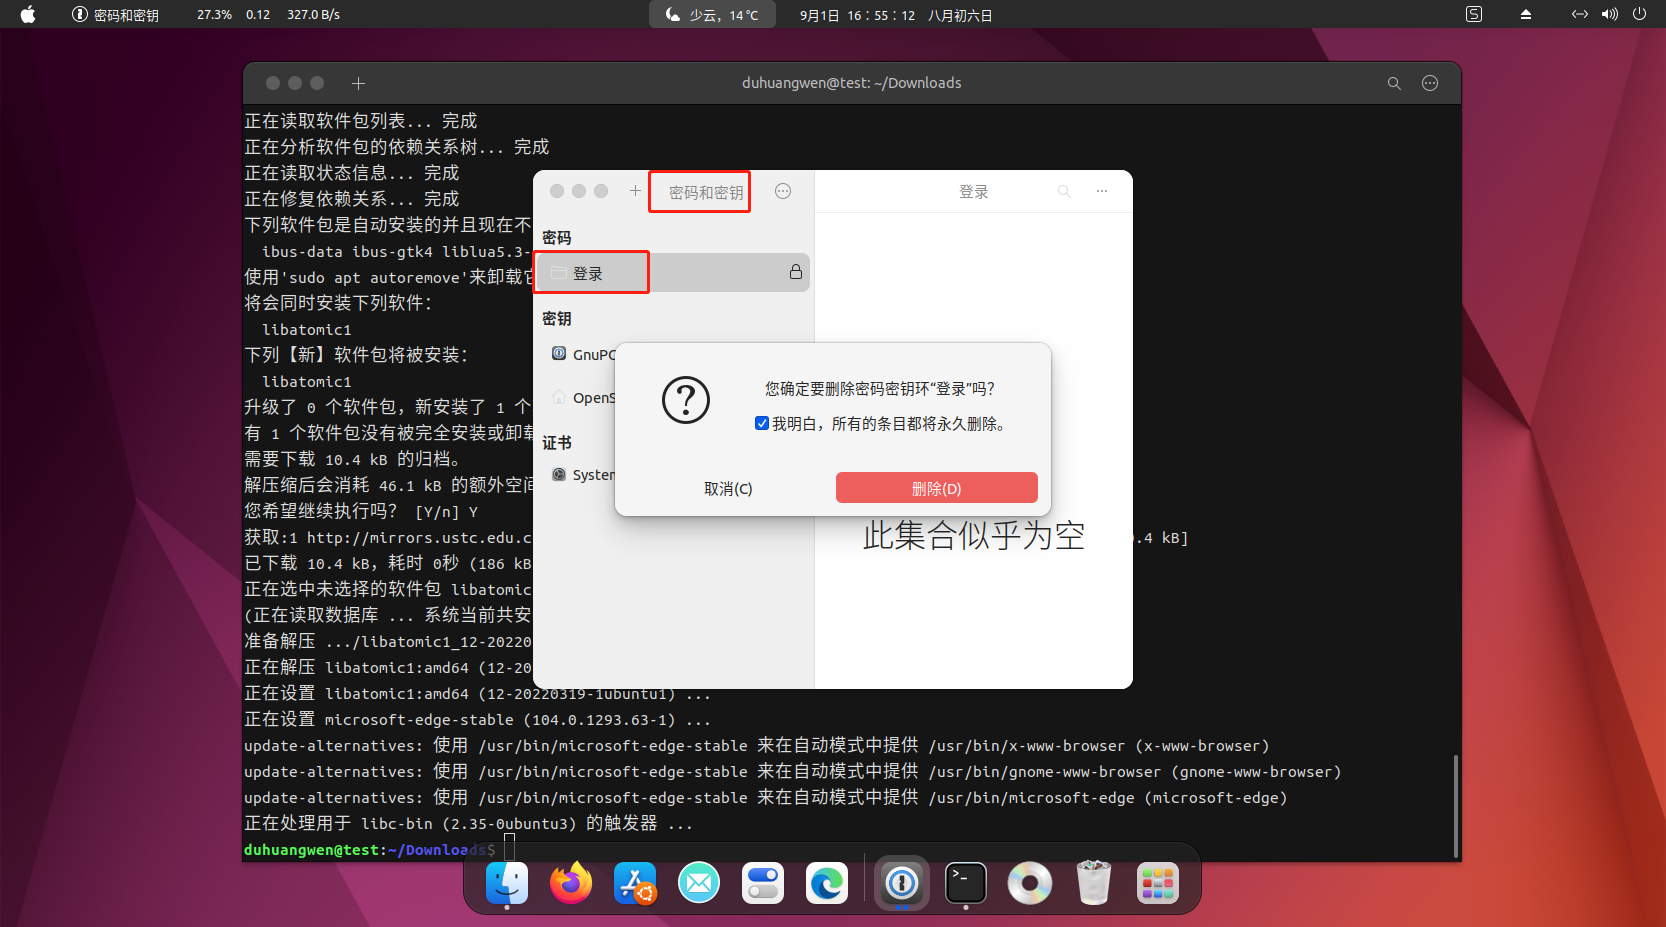 密码和密钥 27.3% 0.12 327.0 B/s 少云，14 ℃ 9月1日 16：55：12 八月初六日
duhuangwen@test: ~/Downloads
正在读取软件包列表... 完成
正在分析软件包的依赖关系树... 完成
正在读取状态信息... 完成
正在修复依赖关系... 完成
下列软件包是自动安装的并且现在不
ibus-data ibus-gtk4 liblua5.3-
使用'sudo apt autoremove'来卸载它
将会同时安装下列软件：
libatomic1
下列【新】软件包将被安装：
libatomic1
升级了 0 个软件包，新安装了 1 个
有 1 个软件包没有被完全安装或卸载
需要下载 10.4 kB 的归档。
解压缩后会消耗 46.1 kB 的额外空间
您希望继续执行吗？ [Y/n] Y
获取:1 http://mirrors.ustc.edu.c
.4 kB]
已下载 10.4 kB，耗时 0秒 (186 kB
正在选中未选择的软件包 libatomic
(正在读取数据库 ... 系统当前共安
准备解压 .../libatomic1_12-20220
正在解压 libatomic1:amd64 (12-20
正在设置 libatomic1:amd64 (12-20220319-1ubuntu1) ...
正在设置 microsoft-edge-stable (104.0.1293.63-1) ...
update-alternatives: 使用 /usr/bin/microsoft-edge-stable 来在自动模式中提供 /usr/bin/x-www-browser (x-www-browser)
update-alternatives: 使用 /usr/bin/microsoft-edge-stable 来在自动模式中提供 /usr/bin/gnome-www-browser (gnome-www-browser)
update-alternatives: 使用 /usr/bin/microsoft-edge-stable 来在自动模式中提供 /usr/bin/microsoft-edge (microsoft-edge)
正在处理用于 libc-bin (2.35-0ubuntu3) 的触发器 ...
duhuangwen@test:~/Downloads$
密码和密钥
登录
密码
登录
密钥
GnuPG
OpenS
证书
System
此集合似乎为空
您确定要删除密码密钥环“登录”吗？
我明白，所有的条目都将永久删除。
取消(C)
删除(D)